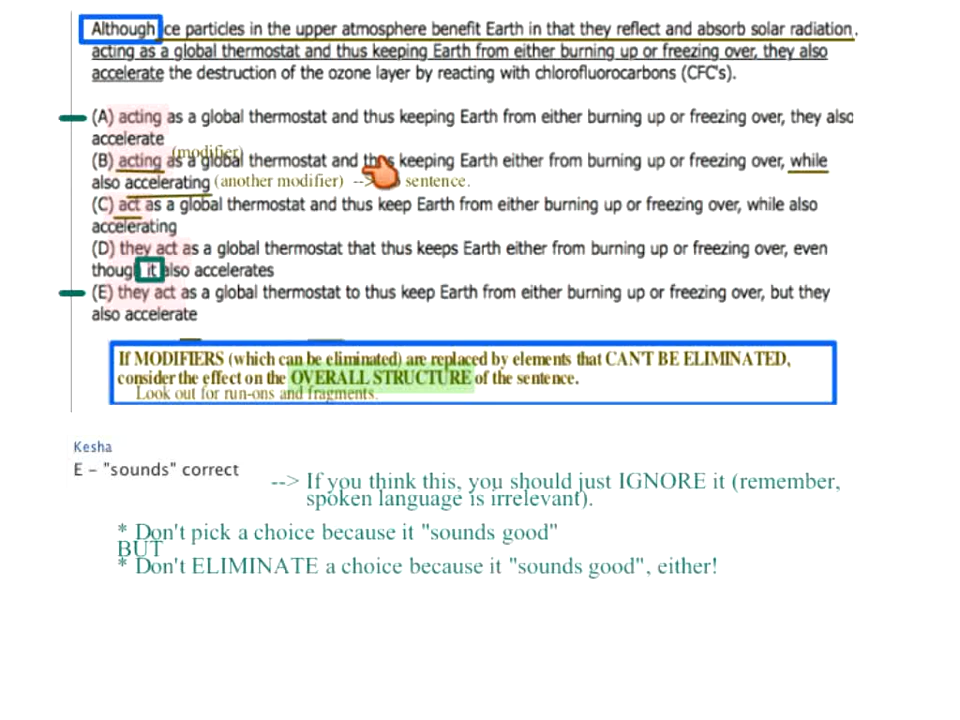 Although ice particles in the upper atmosphere benefit Earth in that they reflect and absorb solar radiation,
acting as a global thermostat and thus keeping Earth from either burning up or freezing over, they also
accelerate the destruction of the ozone layer by reacting with chlorofluorocarbons (CFC's).
(A) acting as a global thermostat and thus keeping Earth from either burning up or freezing over, they also
accelerate
(modifier)
(B) acting as a global thermostat and thus keeping Earth either from burning up or freezing over, while
also accelerating (another modifier) --> sentence.
(C) act as a global thermostat and thus keep Earth from either burning up or freezing over, while also
accelerating
(D) they act as a global thermostat that thus keeps Earth either from burning up or freezing over, even
though it also accelerates
(E) they act as a global thermostat to thus keep Earth from either burning up or freezing over, but they
also accelerate
If MODIFIERS (which can be eliminated) are replaced by elements that CAN'T BE ELIMINATED,
consider the effect on the OVERALL STRUCTURE of the sentence.
Look out for run-ons and fragments.
Kesha
E – "sounds" correct
--> If you think this, you should just IGNORE it (remember,
spoken language is irrelevant).
* Don't pick a choice because it "sounds good"
BUT
* Don't ELIMINATE a choice because it "sounds good", either!